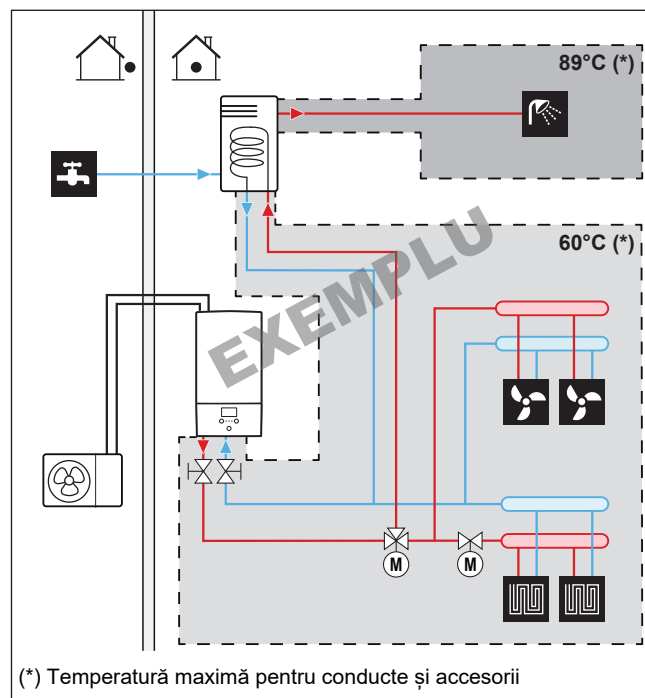 89°C (*)
60°C (*)
EXEMPLU
M
M
(*) Temperatură maximă pentru conducte și accesorii